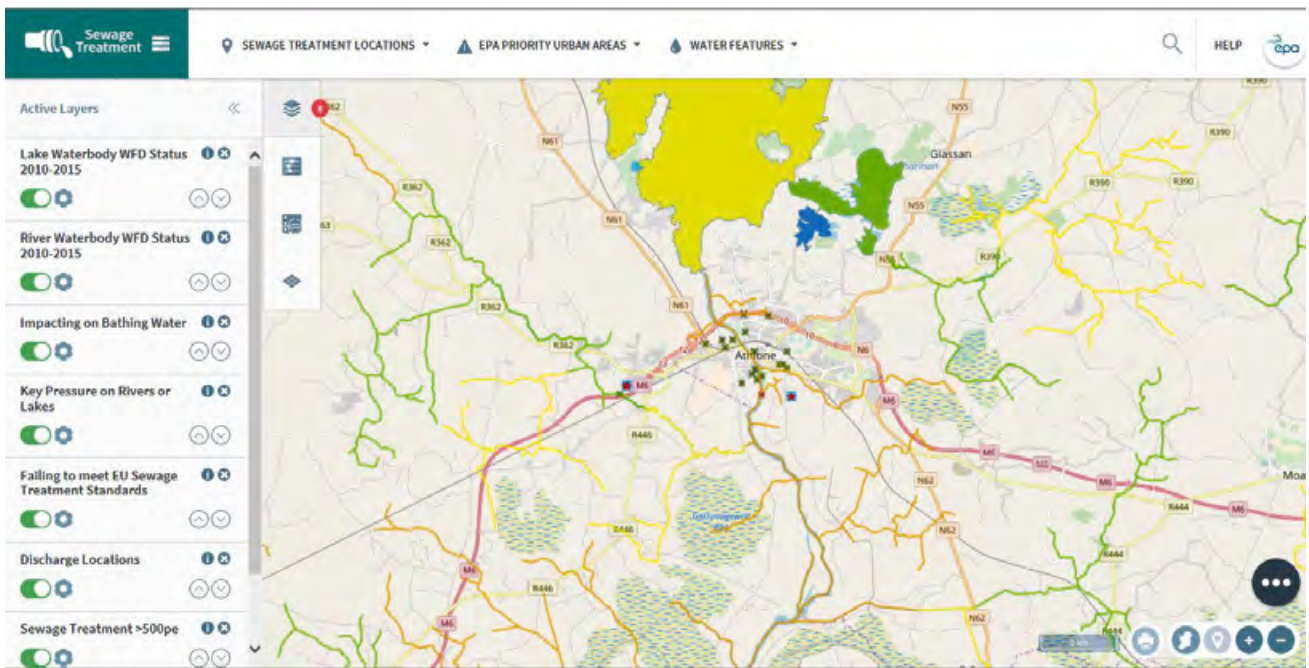 Sewage
Treatment
SEWAGE TREATMENT LOCATIONS
EPA PRIORITY URBAN AREAS
WATER FEATURES
HELP
epa
Active Layers
Lake Waterbody WFD Status
2010-2015
River Waterbody WFD Status
2010-2015
Impacting on Bathing Water
Key Pressure on Rivers or
Lakes
Failing to meet EU Sewage
Treatment Standards
Discharge Locations
Sewage Treatment >500pe
N61
N55
R390
Glassan
R390
R362
R390
R390
N61
N55
R362
R390
R362
N61
R362
Athlone
N6
M6
M6
R446
M6
M6
N62
M6
Moa
R444
M6
N62
R446
R444
M6
R446
M6
N62
R444